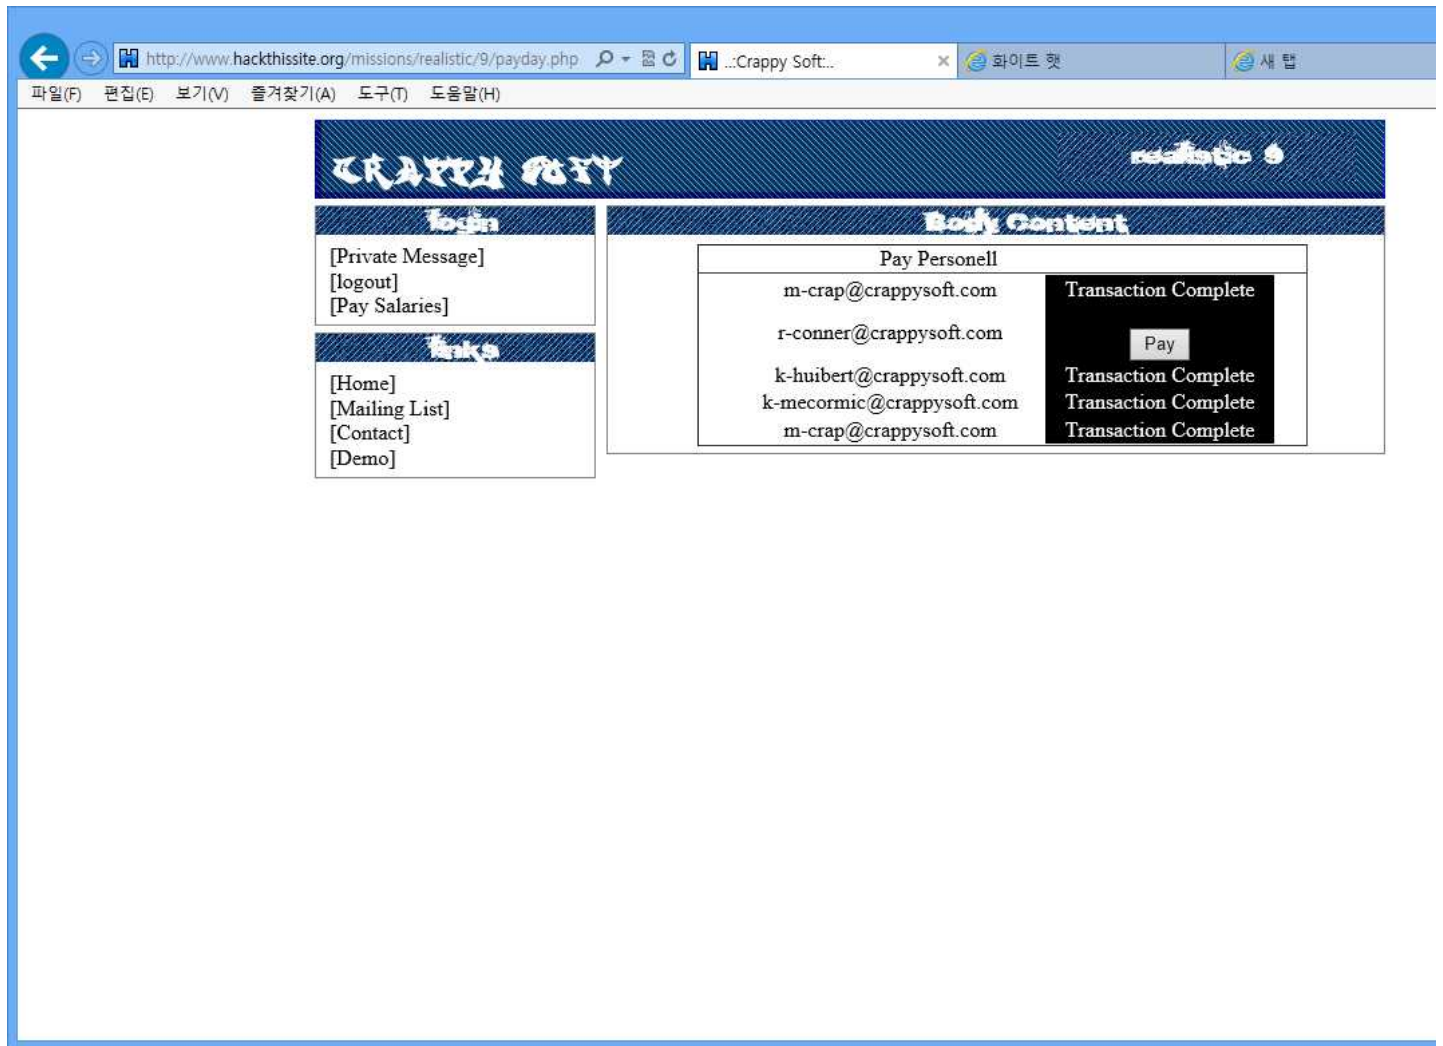 http://www.hackthissite.org/missions/realistic/9/payday.php
..:Crappy Soft:..
화이트 햇
새 탭
파일(F) 편집(E) 보기(V) 즐겨찾기(A) 도구(T) 도움말(H)
CRAPPY SOFT
realistic 9
login
[Private Message]
[logout]
[Pay Salaries]
links
[Home]
[Mailing List]
[Contact]
[Demo]
Body Content
Pay Personell
m-crap@crappysoft.com Transaction Complete
r-conner@crappysoft.com Pay
k-huibert@crappysoft.com Transaction Complete
k-mecormic@crappysoft.com Transaction Complete
m-crap@crappysoft.com Transaction Complete